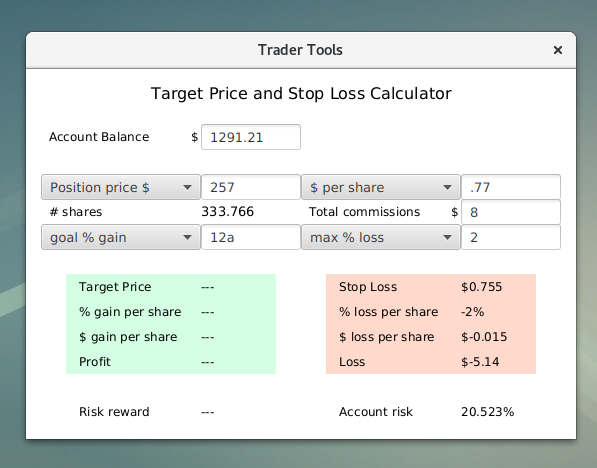 Trader Tools ×
Target Price and Stop Loss Calculator
Account Balance $ 1291.21
Position price $ 257 $ per share .77
# shares 333.766 Total commissions $ 8
goal % gain 12a max % loss 2
Target Price --- Stop Loss $0.755
% gain per share --- % loss per share -2%
$ gain per share --- $ loss per share $-0.015
Profit --- Loss $-5.14
Risk reward --- Account risk 20.523%